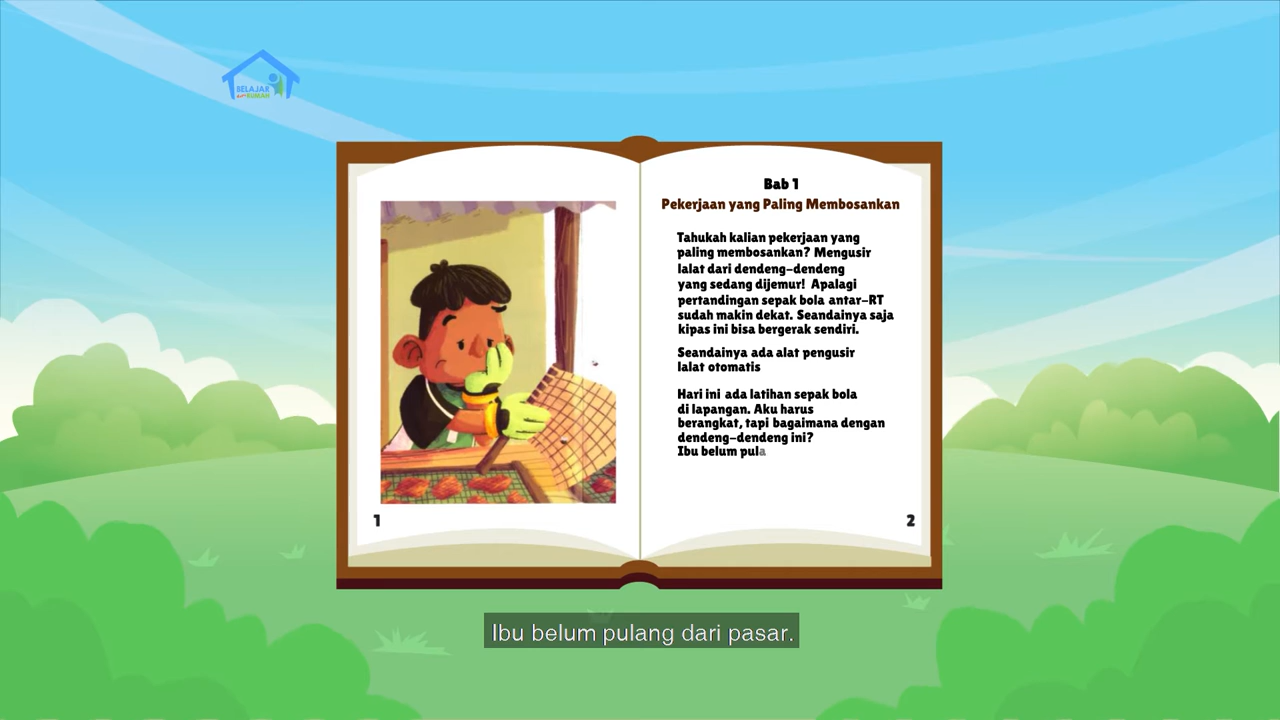 BELAJAR
dari RUMAH
Bab 1
Pekerjaan yang Paling Membosankan
Tahukah kalian pekerjaan yang
paling membosankan? Mengusir
lalat dari dendeng-dendeng
yang sedang dijemur! Apalagi
pertandingan sepak bola antar-RT
sudah makin dekat. Seandainya saja
kipas ini bisa bergerak sendiri.
Seandainya ada alat pengusir
lalat otomatis
Hari ini ada latihan sepak bola
di lapangan. Aku harus
berangkat, tapi bagaimana dengan
dendeng-dendeng ini?
Ibu belum pula
1
2
Ibu belum pulang dari pasar.